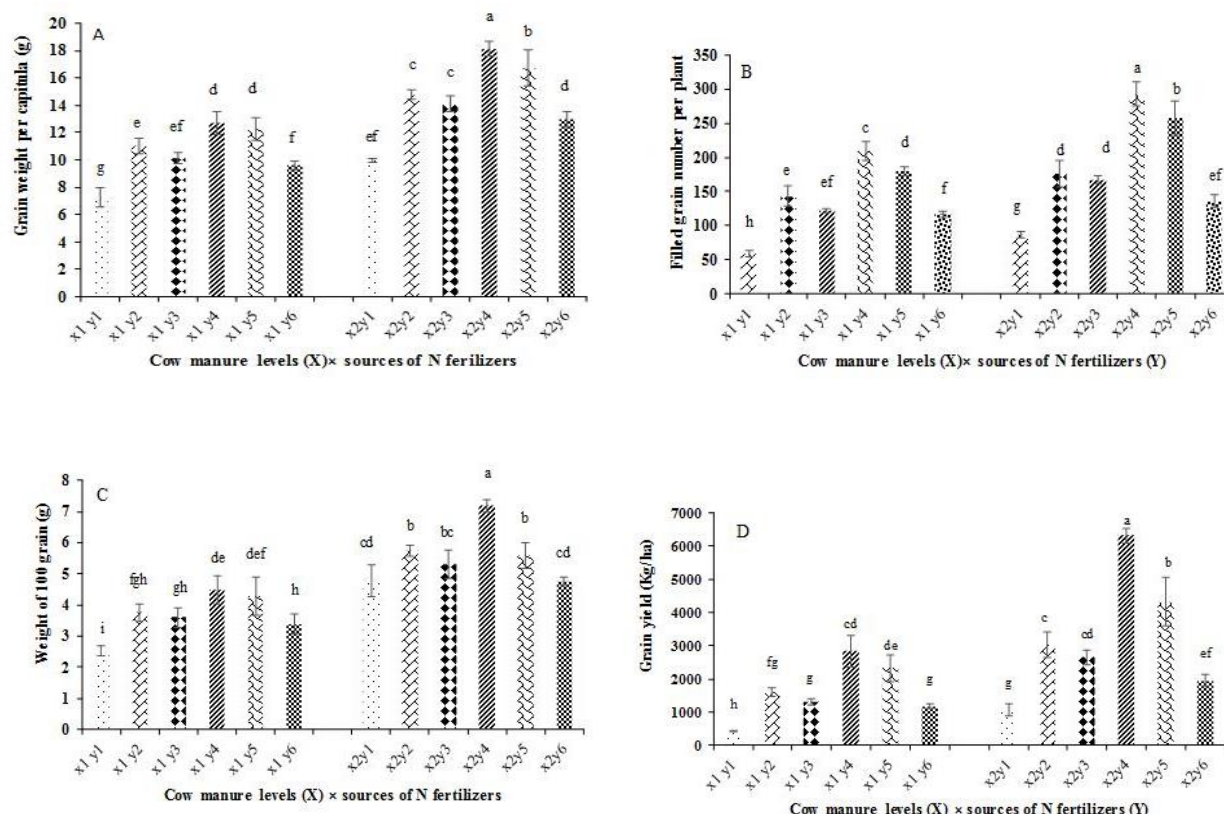 A
Grain weight per capitula (g)
20
18
16
14
12
10
8
6
4
2
0
g
e
ef
d
d
f
ef
c
c
a
b
d
x1 y1
x1 y2
x1 y3
x1 y4
x1 y5
x1 y6
x2y1
x2y2
x2y3
x2y4
x2y5
x2y6
Cow manure levels (X)× sources of N ferilizers
B
Filled grain number per plant
350
300
250
200
150
100
50
0
h
e
ef
c
d
f
g
d
d
a
b
ef
x1 y1
x1 y2
x1 y3
x1 y4
x1 y5
x1 y6
x2y1
x2y2
x2y3
x2y4
x2y5
x2y6
Cow manure levels (X)× sources of N fertilizers (Y)
C
Weight of 100 grain (g)
8
7
6
5
4
3
2
1
0
i
fgh
gh
de
def
h
cd
b
bc
a
b
cd
x1 y1
x1 y2
x1 y3
x1 y4
x1 y5
x1 y6
x2y1
x2y2
x2y3
x2y4
x2y5
x2y6
Cow manure levels (X) × sources of N fertilizers
D
Grain yield (Kg/ha)
7000
6000
5000
4000
3000
2000
1000
0
h
fg
g
cd
de
g
g
c
cd
a
b
ef
x1 y1
x1 y2
x1 y3
x1 y4
x1 y5
x1 y6
x2y1
x2y2
x2y3
x2y4
x2y5
x2y6
Cow manure levels (X) × sources of N fertilizers (Y)